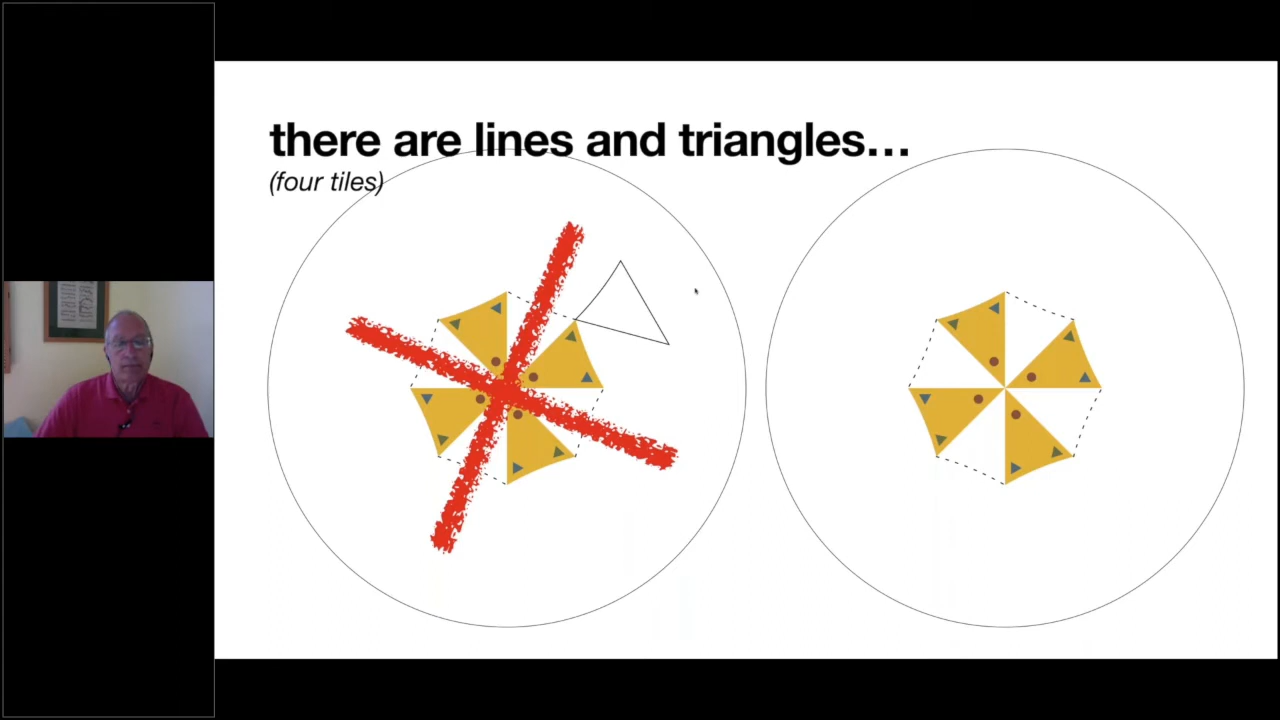 there are lines and triangles…
(four tiles)